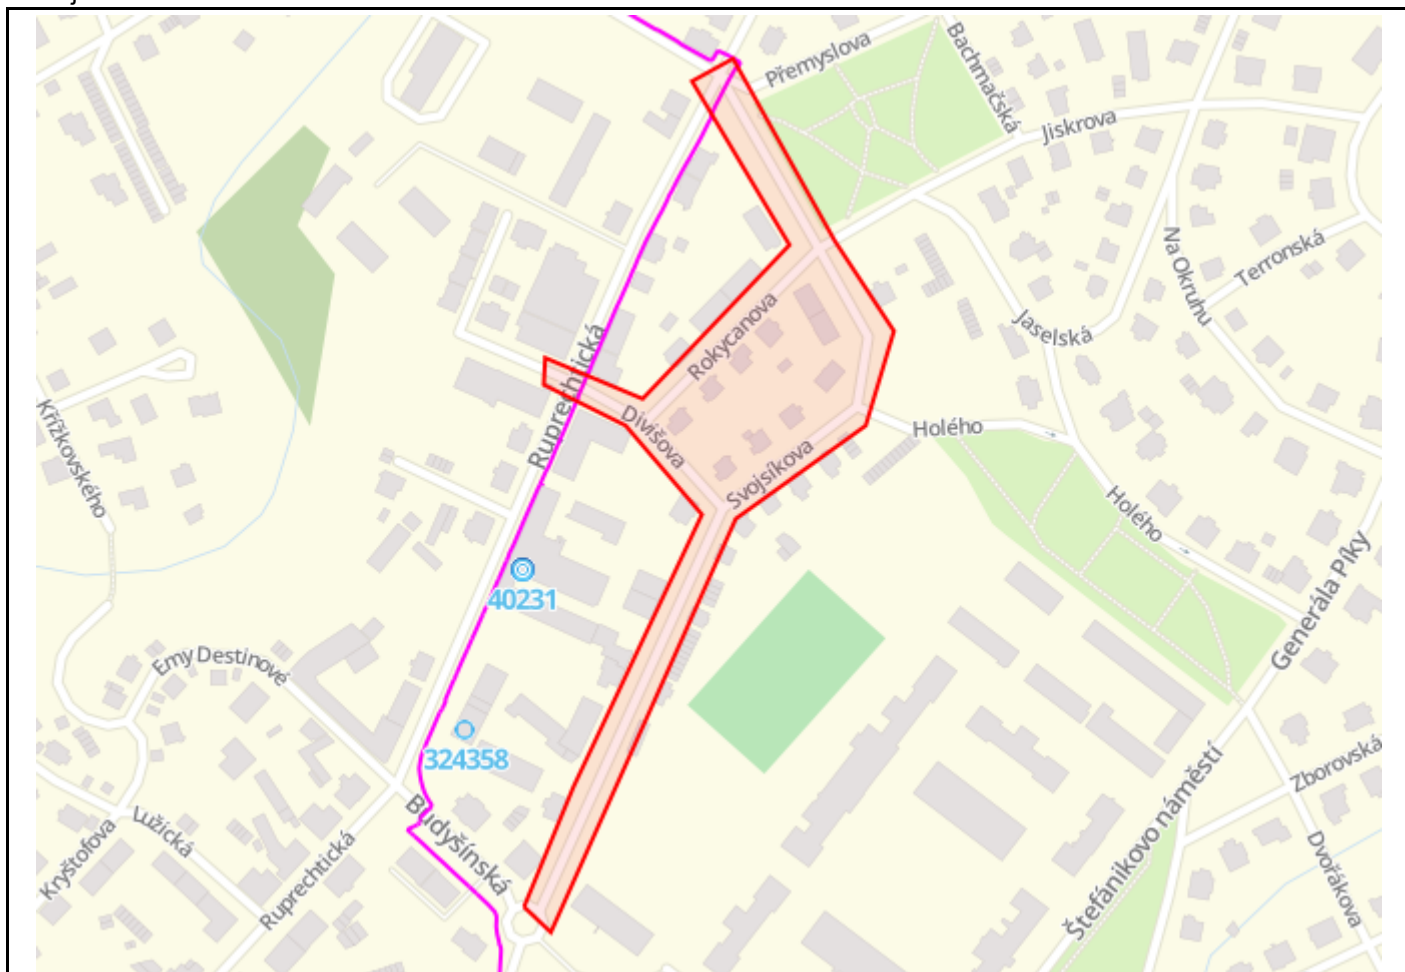 Přemyslova
Bachmačská
Jiskrova
Na Okruhu
Terronská
Jaselská
Rokycanova
Ruprechtická
Divišova
Svojsíkova
Holého
Holého
Křížkovského
Generála Píky
40231
Emy Destinové
324358
Zborovská
Budyšínská
Lužická
Kryštofova
Ruprechtická
Štefánikovo náměstí
Dvořákova